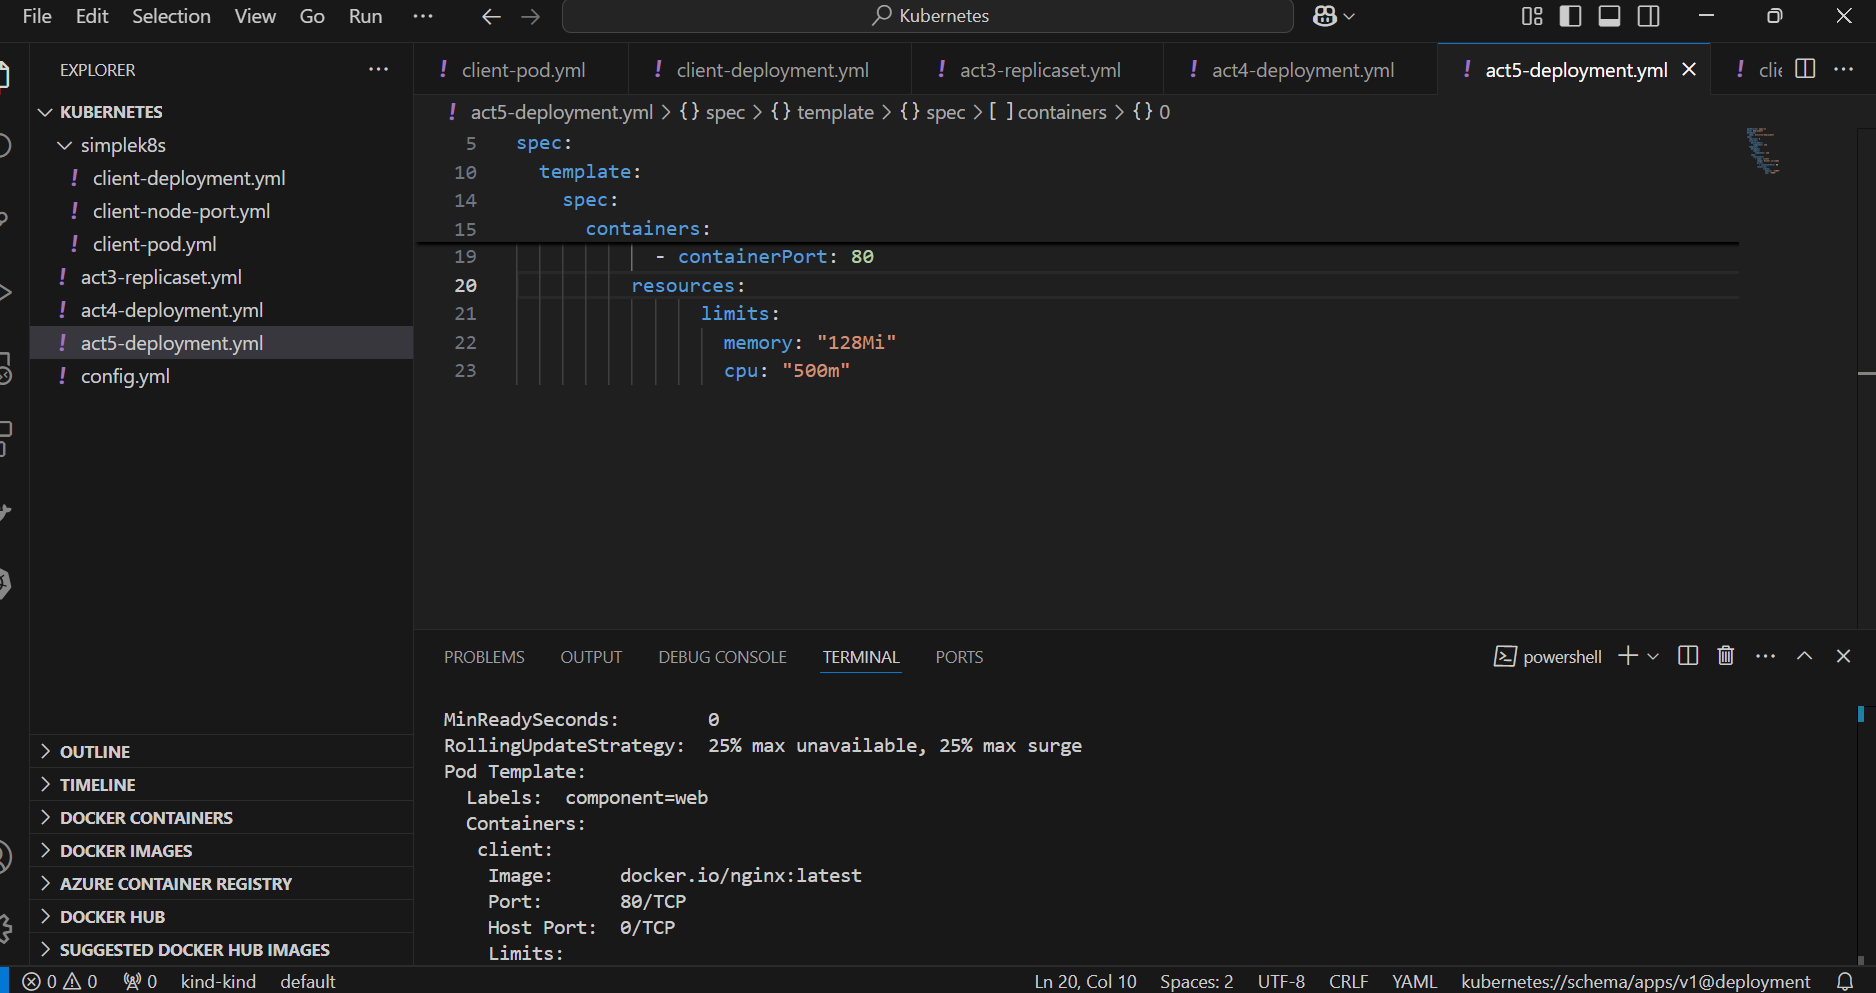 File Edit Selection View Go Run ···
Kubernetes
EXPLORER ···
KUBERNETES
simplek8s
! client-deployment.yml
! client-node-port.yml
! client-pod.yml
! act3-replicaset.yml
! act4-deployment.yml
! act5-deployment.yml
! config.yml
OUTLINE
TIMELINE
DOCKER CONTAINERS
DOCKER IMAGES
AZURE CONTAINER REGISTRY
DOCKER HUB
SUGGESTED DOCKER HUB IMAGES
! client-pod.yml ! client-deployment.yml ! act3-replicaset.yml ! act4-deployment.yml ! act5-deployment.yml ! clie ···
! act5-deployment.yml > {} spec > {} template > {} spec > [ ] containers > {} 0
5 spec:
10 template:
14 spec:
15 containers:
19 - containerPort: 80
20 resources:
21 limits:
22 memory: "128Mi"
23 cpu: "500m"
PROBLEMS OUTPUT DEBUG CONSOLE TERMINAL PORTS powershell ···
MinReadySeconds: 0
RollingUpdateStrategy: 25% max unavailable, 25% max surge
Pod Template:
Labels: component=web
Containers:
client:
Image: docker.io/nginx:latest
Port: 80/TCP
Host Port: 0/TCP
Limits:
0 0 0 kind-kind default Ln 20, Col 10 Spaces: 2 UTF-8 CRLF YAML kubernetes://schema/apps/v1@deployment